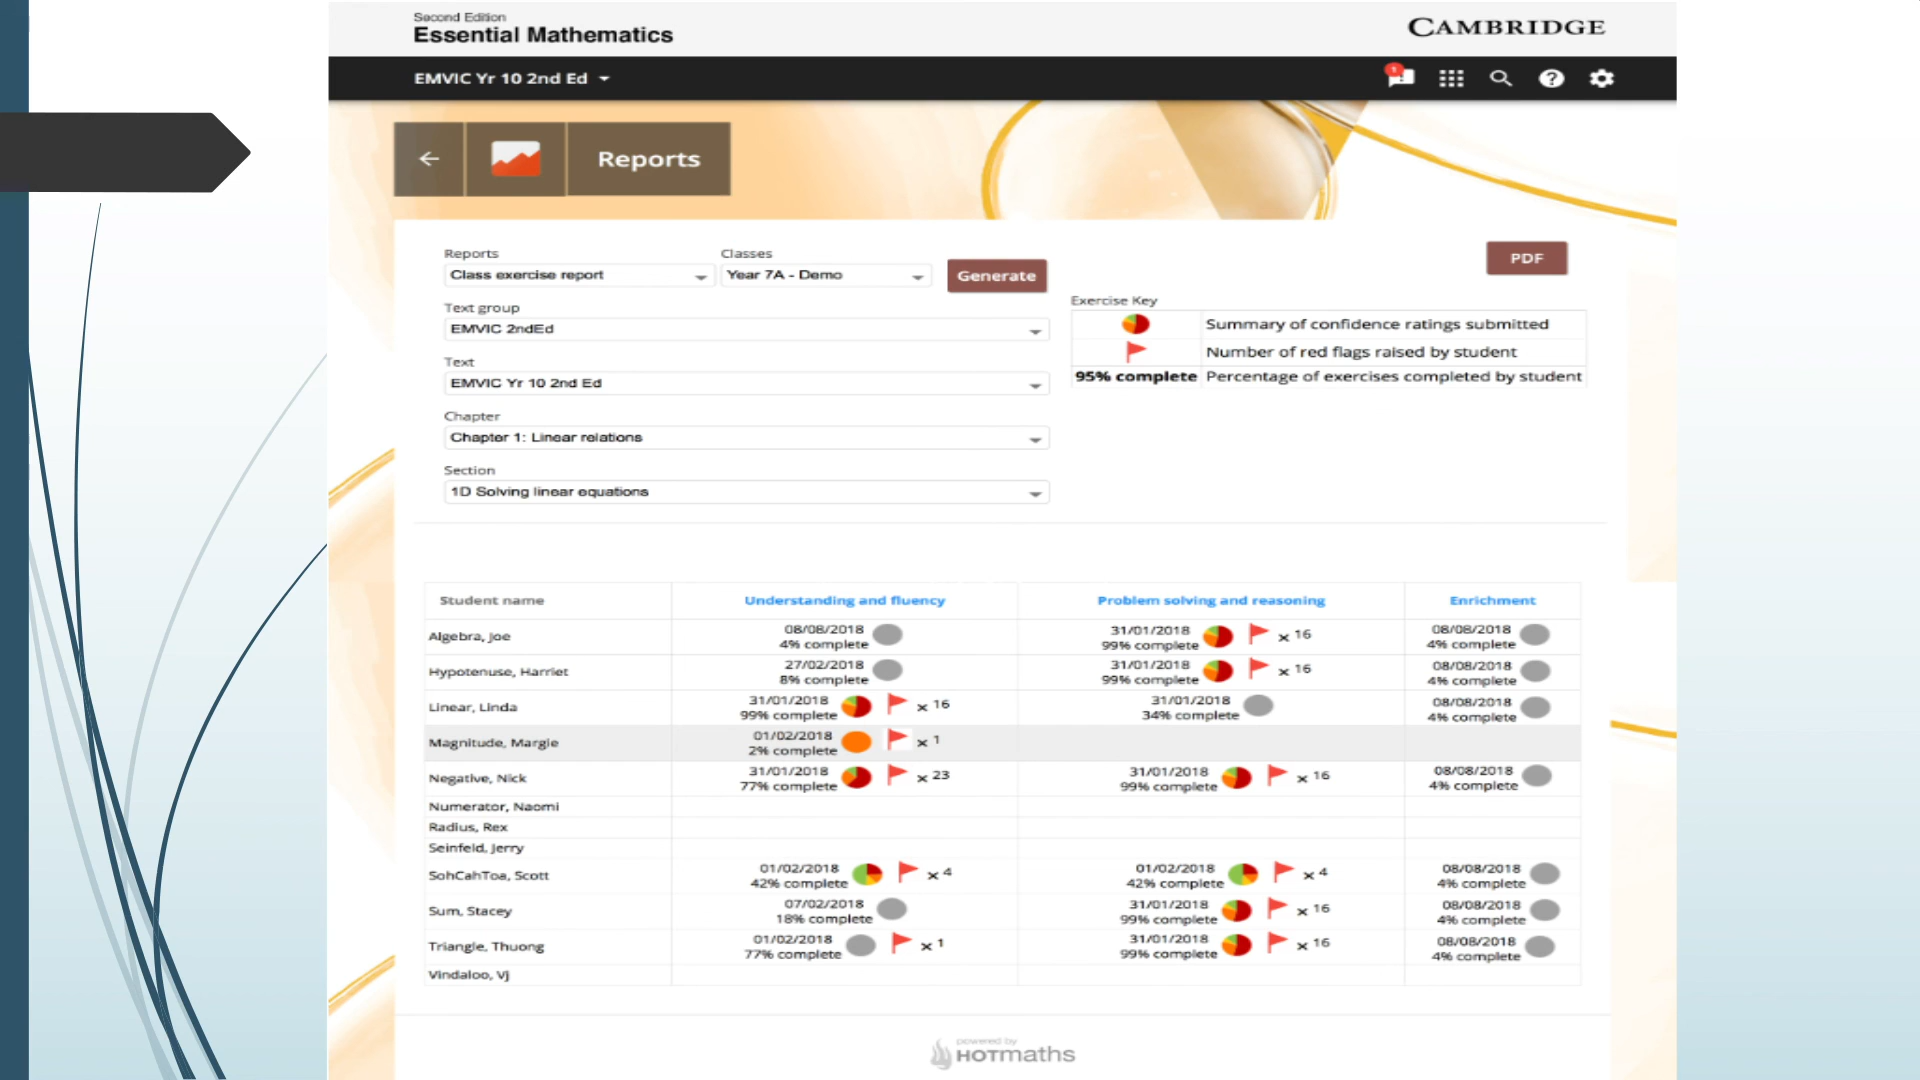 Second Edition
Essential Mathematics
CAMBRIDGE
EMVIC Yr 10 2nd Ed
1
Reports
PDF
Reports
Classes
Class exercise report
Year 7A - Demo
Generate
Text group
EMVIC 2ndEd
Text
EMVIC Yr 10 2nd Ed
Chapter
Chapter 1: Linear relations
Section
1D Solving linear equations
Exercise Key
Summary of confidence ratings submitted
Number of red flags raised by student
95% complete Percentage of exercises completed by student
Student name Understanding and fluency Problem solving and reasoning Enrichment
Algebra, Joe
08/08/2018
4% complete
31/01/2018
99% complete
x 16
08/08/2018
4% complete
Hypotenuse, Harriet
27/02/2018
8% complete
31/01/2018
99% complete
x 16
08/08/2018
4% complete
Linear, Linda
31/01/2018
99% complete
x 16
31/01/2018
34% complete
08/08/2018
4% complete
Magnitude, Margie
01/02/2018
2% complete
x 1
Negative, Nick
31/01/2018
77% complete
x 23
31/01/2018
99% complete
x 16
08/08/2018
4% complete
Numerator, Naomi
Radius, Rex
Seinfeld, Jerry
SohCahToa, Scott
01/02/2018
42% complete
x 4
01/02/2018
42% complete
x 4
08/08/2018
4% complete
Sum, Stacey
07/02/2018
18% complete
31/01/2018
99% complete
x 16
08/08/2018
4% complete
Triangle, Thuong
01/02/2018
77% complete
x 1
31/01/2018
99% complete
x 16
08/08/2018
4% complete
Vindaloo, Vj
powered by
HOTmaths